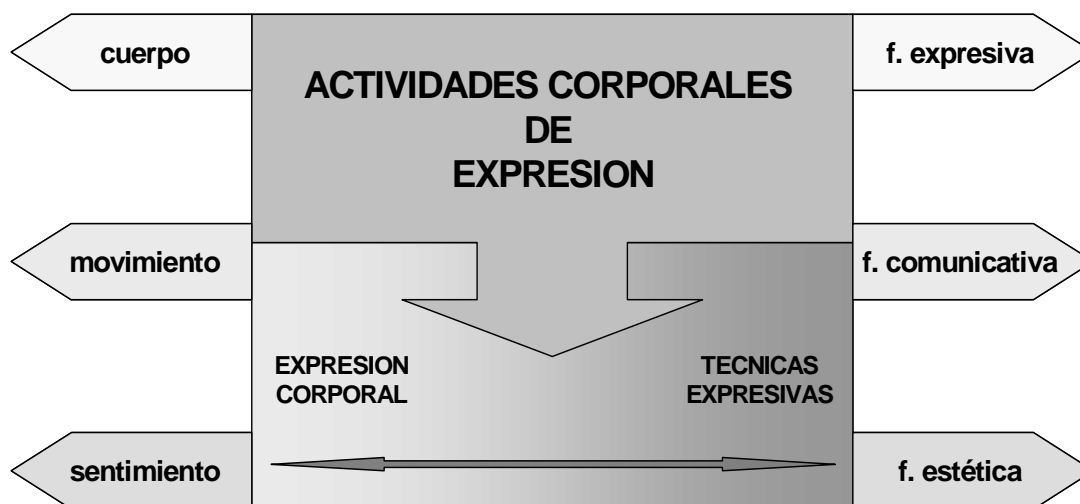 cuerpo
f. expresiva
ACTIVIDADES CORPORALES
DE
EXPRESION
movimiento
f. comunicativa
EXPRESION
CORPORAL
TECNICAS
EXPRESIVAS
sentimiento
f. estética